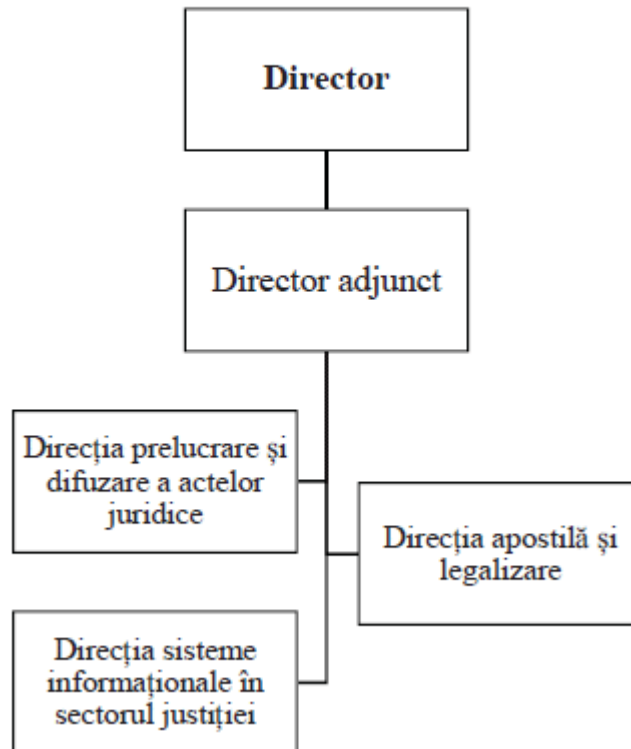 Director
Director adjunct
Direcția prelucrare și
difuzare a actelor
juridice
Direcția apostilă și
legalizare
Direcția sisteme
informaționale în
sectorul justiției